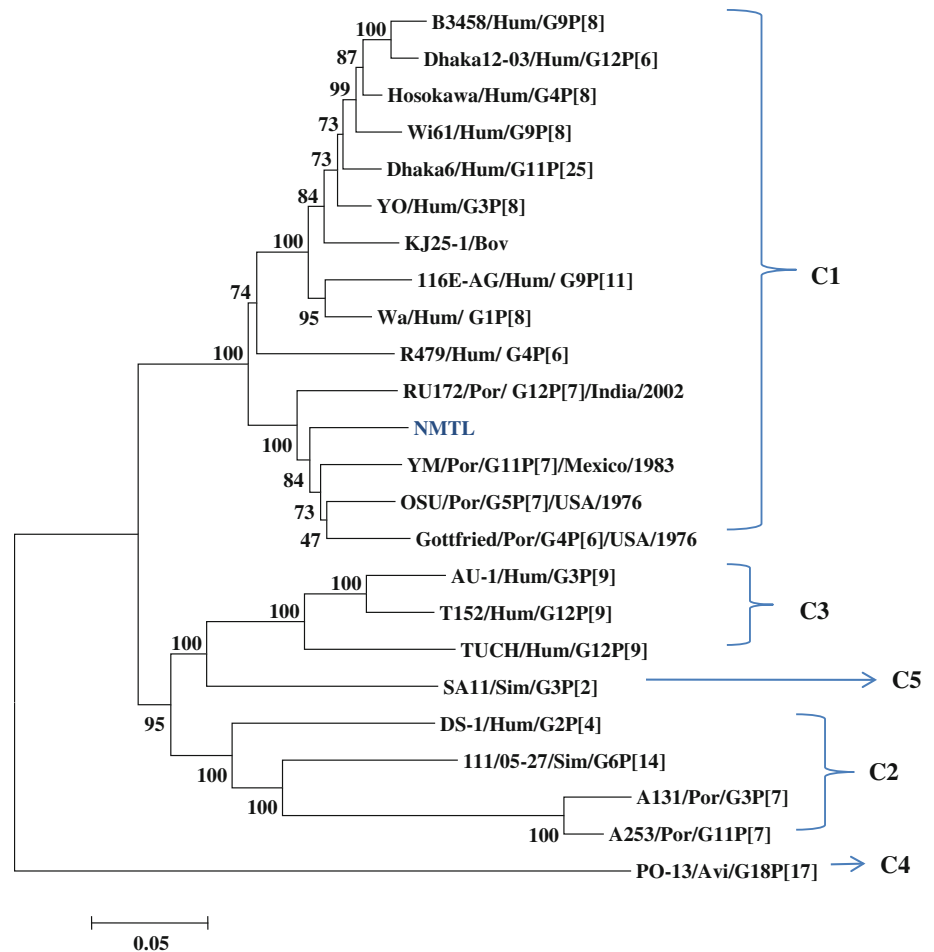 B3458/Hum/G9P[8]
100
Dhaka12-03/Hum/G12P[6]
87
Hosokawa/Hum/G4P[8]
99
Wi61/Hum/G9P[8]
73
Dhaka6/Hum/G11P[25]
73
YO/Hum/G3P[8]
84
KJ25-1/Bov
100
116E-AG/Hum/ G9P[11]
C1
95
Wa/Hum/ G1P[8]
74
R479/Hum/ G4P[6]
100
RU172/Por/ G12P[7]/India/2002
100
NMTL
84
YM/Por/G11P[7]/Mexico/1983
73
OSU/Por/G5P[7]/USA/1976
47
Gottfried/Por/G4P[6]/USA/1976
100
AU-1/Hum/G3P[9]
100
T152/Hum/G12P[9]
C3
100
TUCH/Hum/G12P[9]
SA11/Sim/G3P[2]
C5
95
DS-1/Hum/G2P[4]
100
111/05-27/Sim/G6P[14]
C2
100
A131/Por/G3P[7]
100
A253/Por/G11P[7]
PO-13/Avi/G18P[17]
C4
0.05